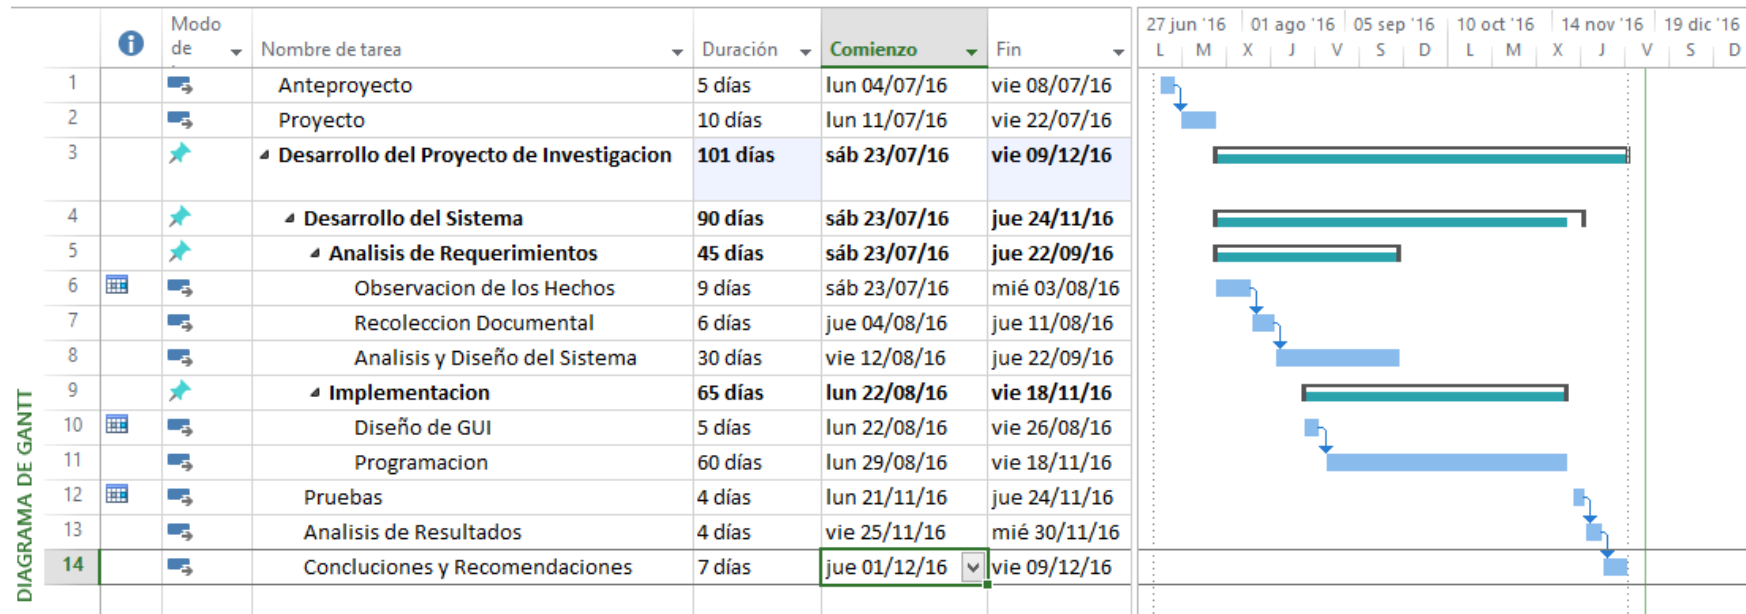 Modo
de
Nombre de tarea Duración Comienzo Fin
27 jun '16 01 ago '16 05 sep '16 10 oct '16 14 nov '16 19 dic '16
L M X J V S D L M X J V S D
1 Anteproyecto 5 días lun 04/07/16 vie 08/07/16
2 Proyecto 10 días lun 11/07/16 vie 22/07/16
3 Desarrollo del Proyecto de Investigacion 101 días sáb 23/07/16 vie 09/12/16
4 Desarrollo del Sistema 90 días sáb 23/07/16 jue 24/11/16
5 Analisis de Requerimientos 45 días sáb 23/07/16 jue 22/09/16
6 Observacion de los Hechos 9 días sáb 23/07/16 mié 03/08/16
7 Recoleccion Documental 6 días jue 04/08/16 jue 11/08/16
8 Analisis y Diseño del Sistema 30 días vie 12/08/16 jue 22/09/16
9 Implementacion 65 días lun 22/08/16 vie 18/11/16
10 Diseño de GUI 5 días lun 22/08/16 vie 26/08/16
11 Programacion 60 días lun 29/08/16 vie 18/11/16
12 Pruebas 4 días lun 21/11/16 jue 24/11/16
13 Analisis de Resultados 4 días vie 25/11/16 mié 30/11/16
14 Concluciones y Recomendaciones 7 días jue 01/12/16 vie 09/12/16
DIAGRAMA DE GANTT